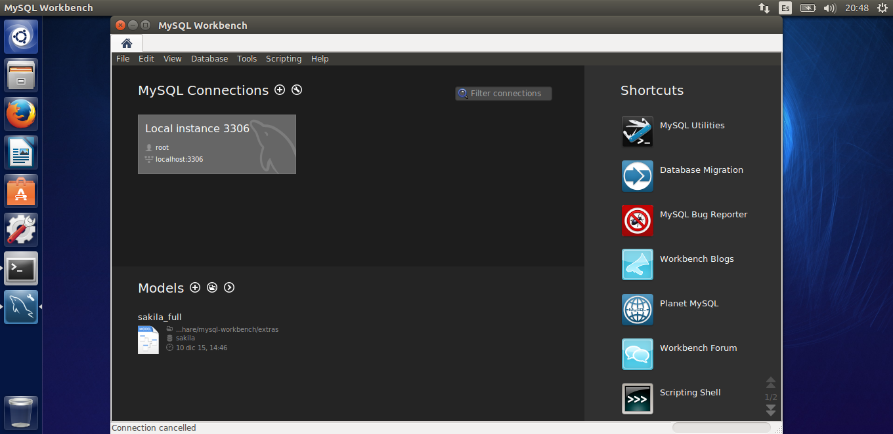 MySQL Workbench
Es
20:48
MySQL Workbench
File Edit View Database Tools Scripting Help
MySQL Connections
Filter connections
Local instance 3306
root
localhost:3306
Models
sakila_full
...hare/mysql-workbench/extras
sakila
10 dic 15, 14:46
Shortcuts
MySQL Utilities
Database Migration
MySQL Bug Reporter
Workbench Blogs
Planet MySQL
Workbench Forum
Scripting Shell
>>>
1/2
Connection cancelled